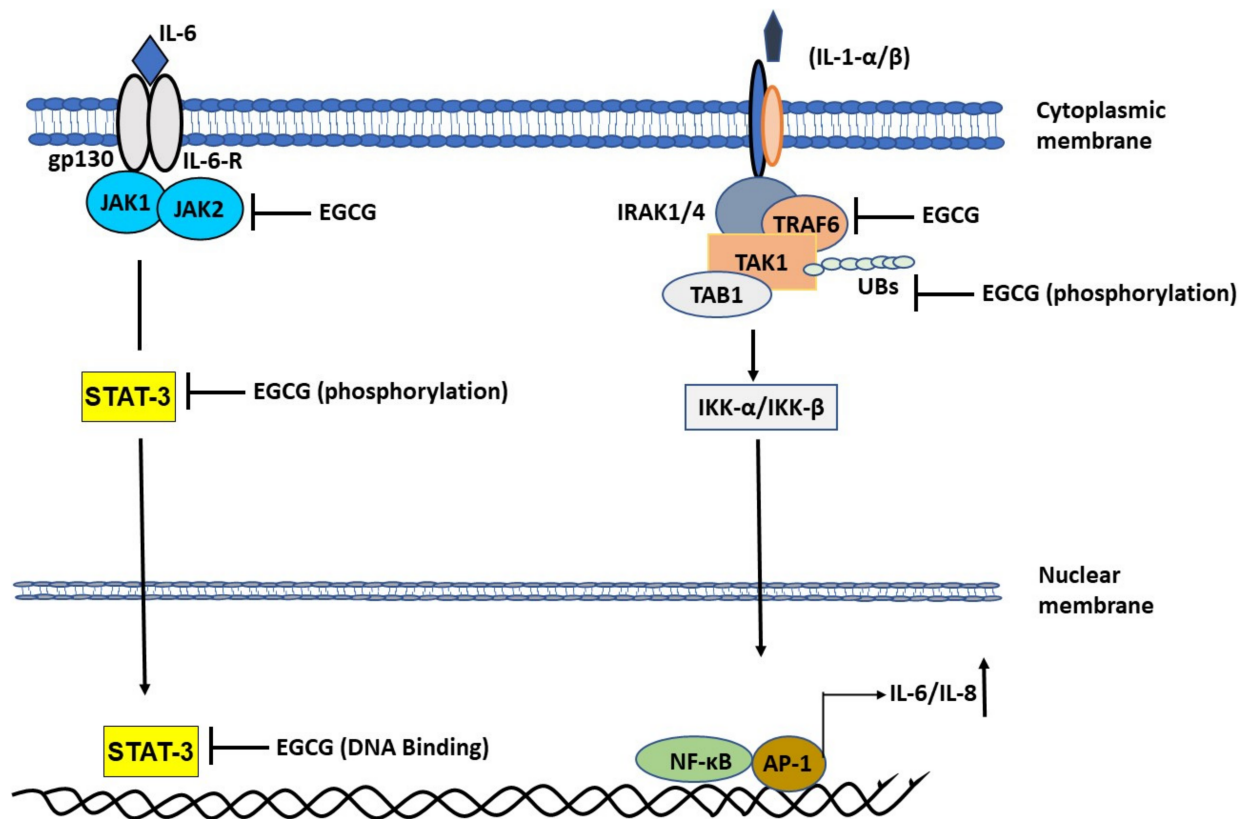 IL-6
(IL-1-α/β)
Cytoplasmic
membrane
gp130
IL-6-R
JAK1
JAK2
EGCG
IRAK1/4
TRAF6
EGCG
TAK1
UBs
TAB1
EGCG (phosphorylation)
STAT-3
EGCG (phosphorylation)
IKK-α/IKK-β
Nuclear
membrane
IL-6/IL-8
STAT-3
EGCG (DNA Binding)
NF-κB
AP-1